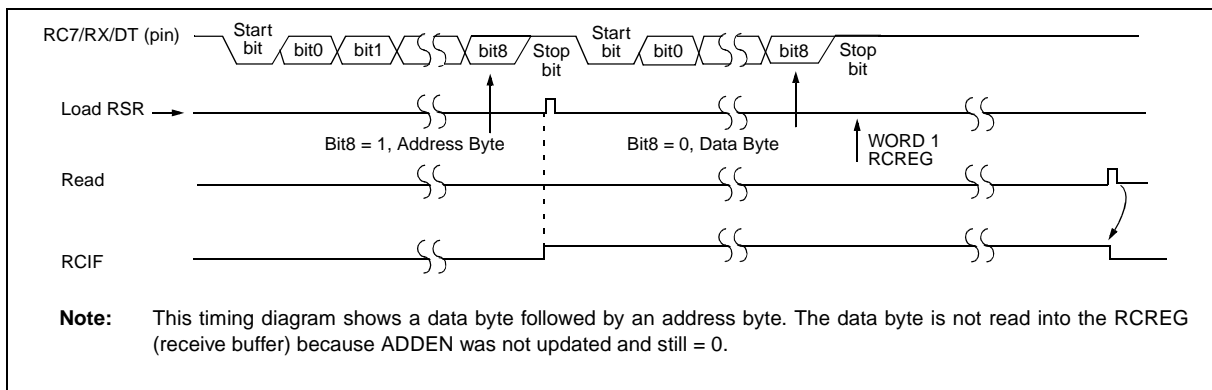 RC7/RX/DT (pin)
Start
bit
bit0
bit1
bit8
Stop
bit
Start
bit
bit0
bit8
Stop
bit
Load RSR
Bit8 = 1, Address Byte
Bit8 = 0, Data Byte
WORD 1
RCREG
Read
RCIF
Note: This timing diagram shows a data byte followed by an address byte. The data byte is not read into the RCREG
(receive buffer) because ADDEN was not updated and still = 0.